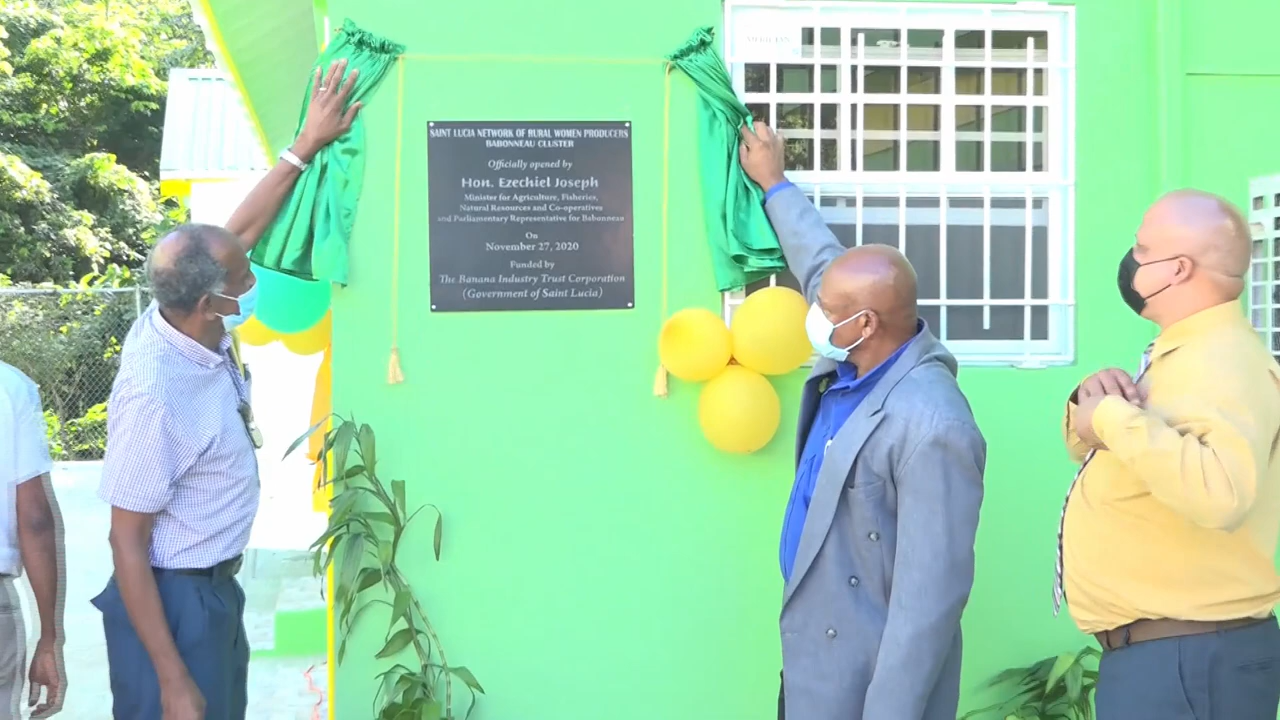 SAINT LUCIA NETWORK OF RURAL WOMEN PRODUCERS
BABONNEAU CLUSTER
Officially opened by
Hon. Ezechiel Joseph
Minister for Agriculture, Fisheries,
Natural Resources and Co-operatives
and Parliamentary Representative for Babonneau
On
November 27, 2020
Funded by
The Banana Industry Trust Corporation
(Government of Saint Lucia)